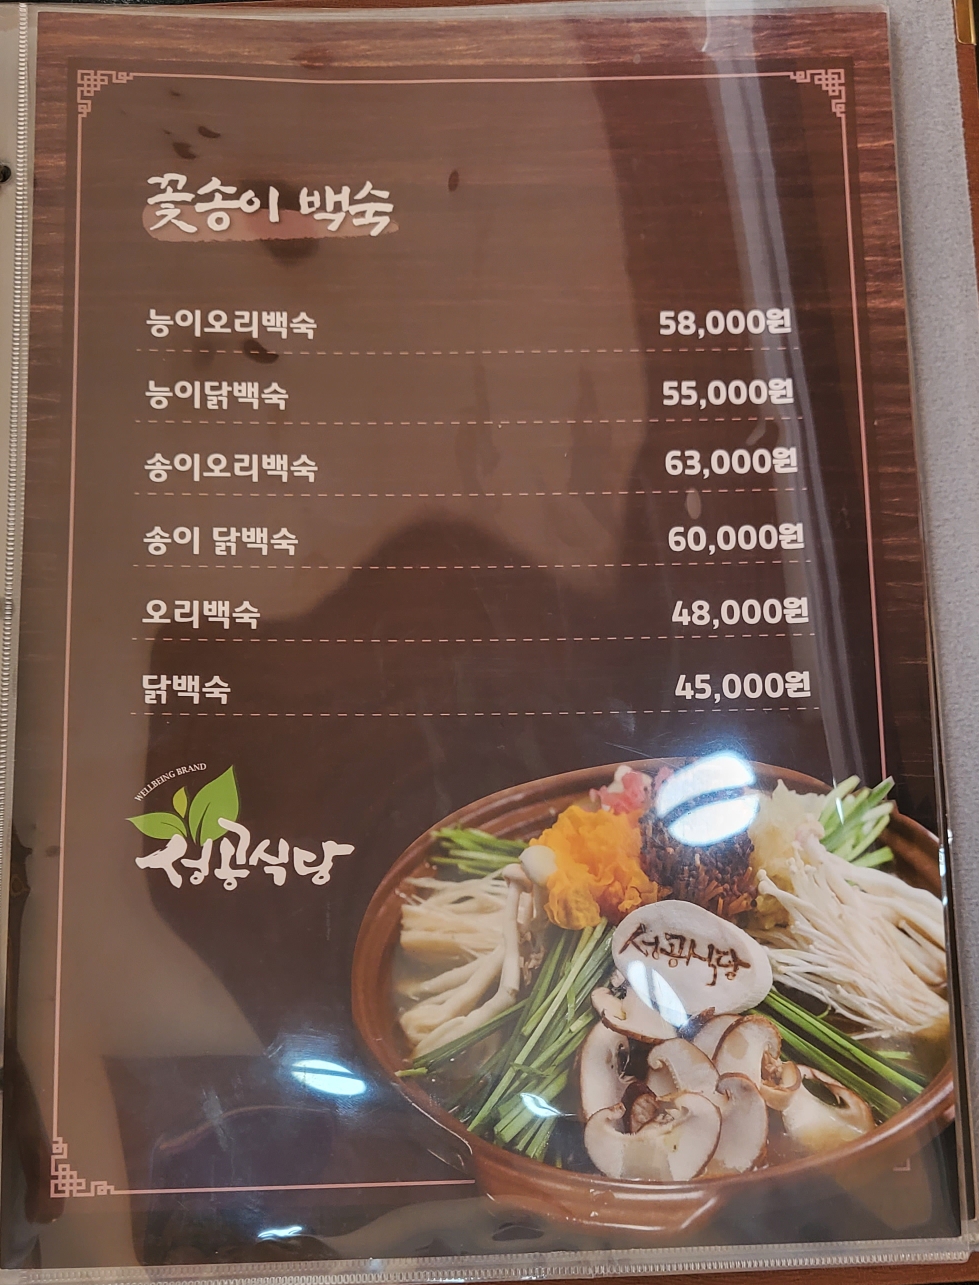 꽃송이 백숙
능이오리백숙 58,000원
능이닭백숙 55,000원
송이오리백숙 63,000원
송이 닭백숙 60,000원
오리백숙 48,000원
닭백숙 45,000원
WELLBEING BRAND
성공식당
성공식당